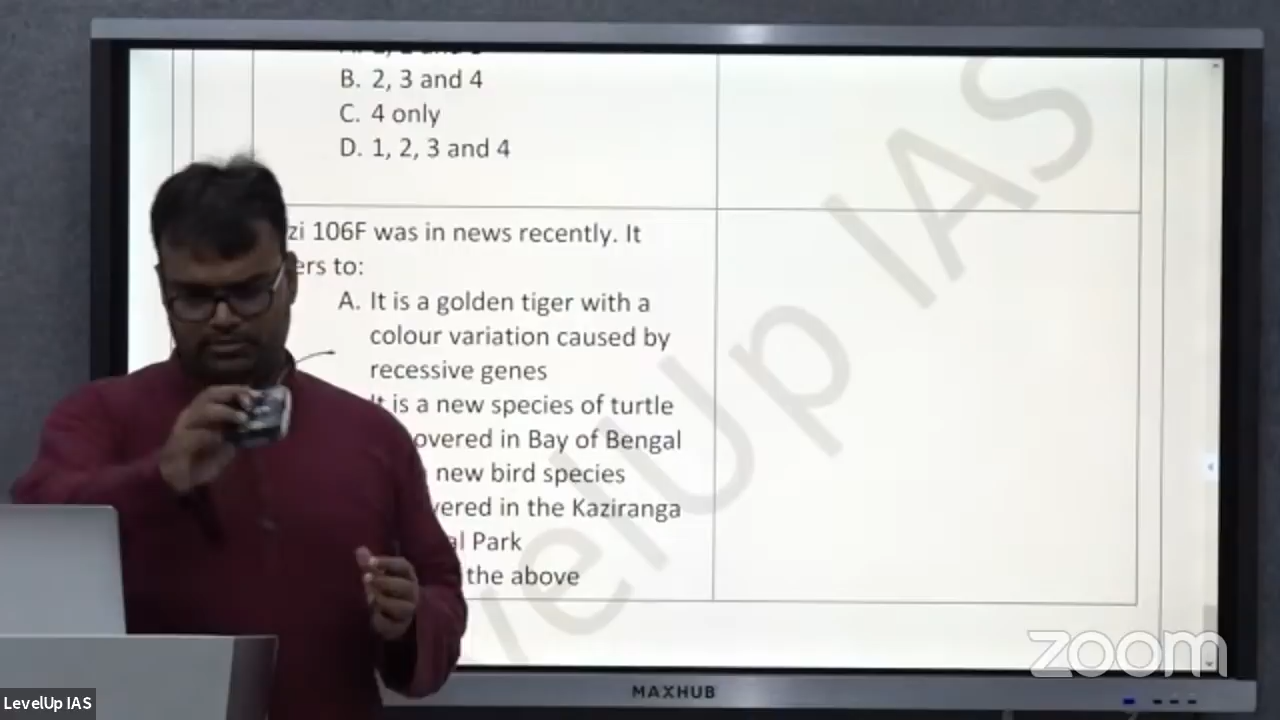 B. 2, 3 and 4
C. 4 only
D. 1, 2, 3 and 4
zi 106F was in news recently. It
ers to:
A. It is a golden tiger with a
colour variation caused by
recessive genes
It is a new species of turtle
overed in Bay of Bengal
new bird species
vered in the Kaziranga
al Park
the above
LevelUp IAS
zoom
MAXHUB
LevelUp IAS